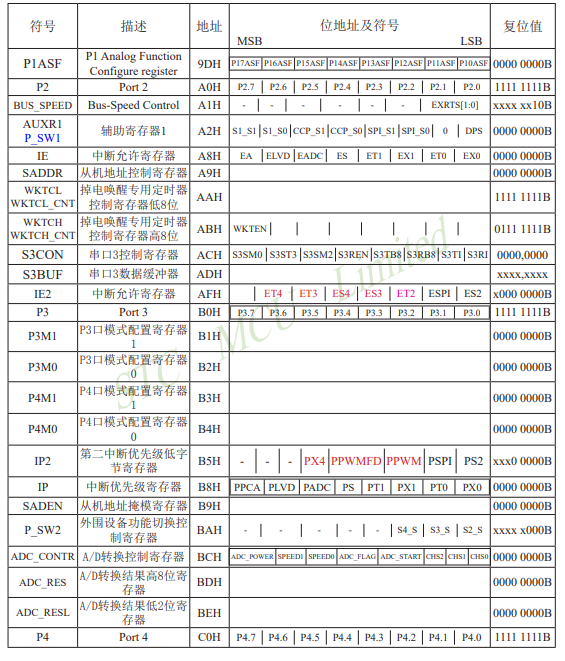 符号 描述 地址 位地址及符号 复位值
MSB LSB
P1ASF P1 Analog Function 9DH P17ASF P16ASF P15ASF P14ASF P13ASF P12ASF P11ASF P10ASF 0000 0000B
Configure register
P2 Port 2 A0H P2.7 P2.6 P2.5 P2.4 P2.3 P2.2 P2.1 P2.0 1111 1111B
BUS_SPEED Bus-Speed Control A1H - - - - - - EXRTS[1:0] xxxx xx10B
AUXR1 辅助寄存器1 A2H S1_S1 S1_S0 CCP_S1 CCP_S0 SPI_S1 SPI_S0 0 DPS 0000 0000B
P_SW1
IE 中断允许寄存器 A8H EA ELVD EADC ES ET1 EX1 ET0 EX0 0000 0000B
SADDR 从机地址控制寄存器 A9H 0000 0000B
WKTCL 掉电唤醒专用定时器 AAH 1111 1111B
WKTCL_CNT 控制寄存器低8位
WKTCH 掉电唤醒专用定时器 ABH WKTEN 0111 1111B
WKTCH_CNT 控制寄存器高8位
S3CON 串口3控制寄存器 ACH S3SM0 S3ST3 S3SM2 S3REN S3TB8 S3RB8 S3TI S3RI 0000,0000
S3BUF 串口3数据缓冲器 ADH xxxx,xxxx
IE2 中断允许寄存器 AFH ET4 ET3 ES4 ES3 ET2 ESPI ES2 x000 0000B
P3 Port 3 B0H P3.7 P3.6 P3.5 P3.4 P3.3 P3.2 P3.1 P3.0 1111 1111B
P3M1 P3口模式配置寄存器 B1H 0000 0000B
1
P3M0 P3口模式配置寄存器 B2H 0000 0000B
0
P4M1 P4口模式配置寄存器 B3H 0000 0000B
1
P4M0 P4口模式配置寄存器 B4H 0000 0000B
0
IP2 第二中断优先级低字 B5H - - - PX4 PPWMFD PPWM PSPI PS2 xxx0 0000B
节寄存器
IP 中断优先级寄存器 B8H PPCA PLVD PADC PS PT1 PX1 PT0 PX0 0000 0000B
SADEN 从机地址掩模寄存器 B9H 0000 0000B
P_SW2 外围设备功能切换控 BAH - - - - - S4_S S3_S S2_S xxxx x000B
制寄存器
ADC_CONTR A/D转换控制寄存器 BCH ADC_POWER SPEED1 SPEED0 ADC_FLAG ADC_START CHS2 CHS1 CHS0 0000 0000B
ADC_RES A/D转换结果高8位寄 BDH 0000 0000B
存器
ADC_RESL A/D转换结果低2位寄 BEH 0000 0000B
存器
P4 Port 4 C0H P4.7 P4.6 P4.5 P4.4 P4.3 P4.2 P4.1 P4.0 1111 1111B
STC MCU Limited